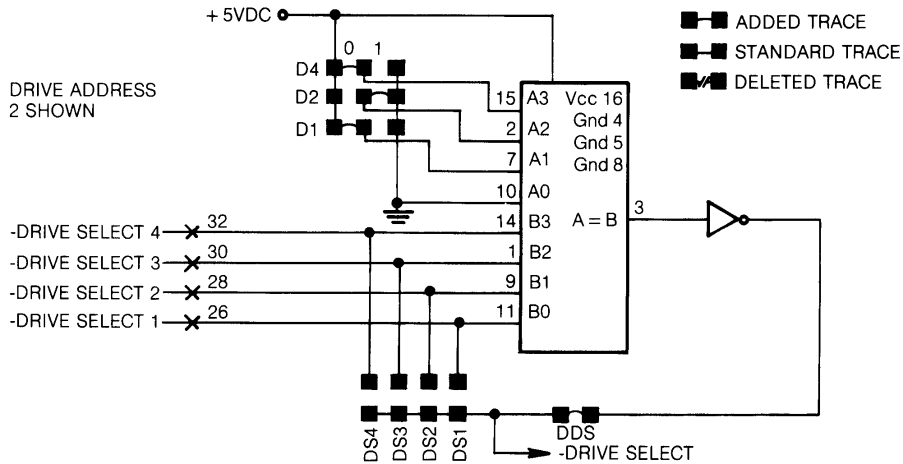 + 5VDC
ADDED TRACE
STANDARD TRACE
DELETED TRACE
DRIVE ADDRESS
2 SHOWN
0 1
D4
D2
D1
15 A3 Vcc 16
2 A2 Gnd 4
7 A1 Gnd 5
Gnd 8
10 A0
14 B3 A = B 3
1 B2
9 B1
11 B0
-DRIVE SELECT 4 32
-DRIVE SELECT 3 30
-DRIVE SELECT 2 28
-DRIVE SELECT 1 26
DS4
DS3
DS2
DS1
DDS
-DRIVE SELECT